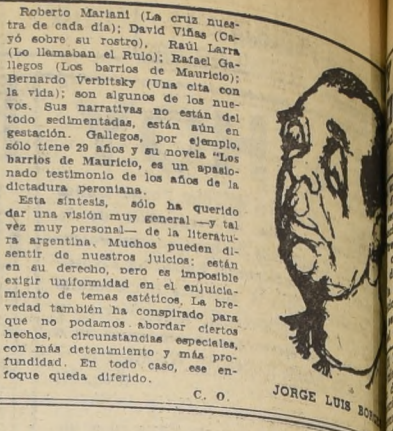 Roberto Mariani (La cruz nues-
tra de cada día); David Viñas (Ca-
yó sobre su rostro), Raúl Larra
(Lo llamaban el Rulo); Rafael Ga-
llegos (Los barrios de Mauricio);
Bernardo Verbitsky (Una cita con
la vida); son algunos de los nue-
vos. Sus narrativas no están del
todo sedimentadas, están aún en
gestación. Gallegos, por ejemplo,
sólo tiene 29 años y su novela "Los
barrios de Mauricio, es un apasio-
nado testimonio de los años de la
dictadura peroniana.
Esta síntesis, sólo ha querido
dar una visión muy general —y tal
véz muy personal— de la literatu-
ra argentina. Muchos pueden di-
sentir de nuestros juicios; están
en su derecho, pero es imposible
exigir uniformidad en el enjuicia-
miento de temas estéticos. La bre-
vedad también ha conspirado para
que no podamos abordar ciertos
hechos, circunstancias especiales,
con más detenimiento y más pro-
fundidad. En todo caso, ese en-
foque queda diferido.
C. O.
JORGE LUIS BORGES